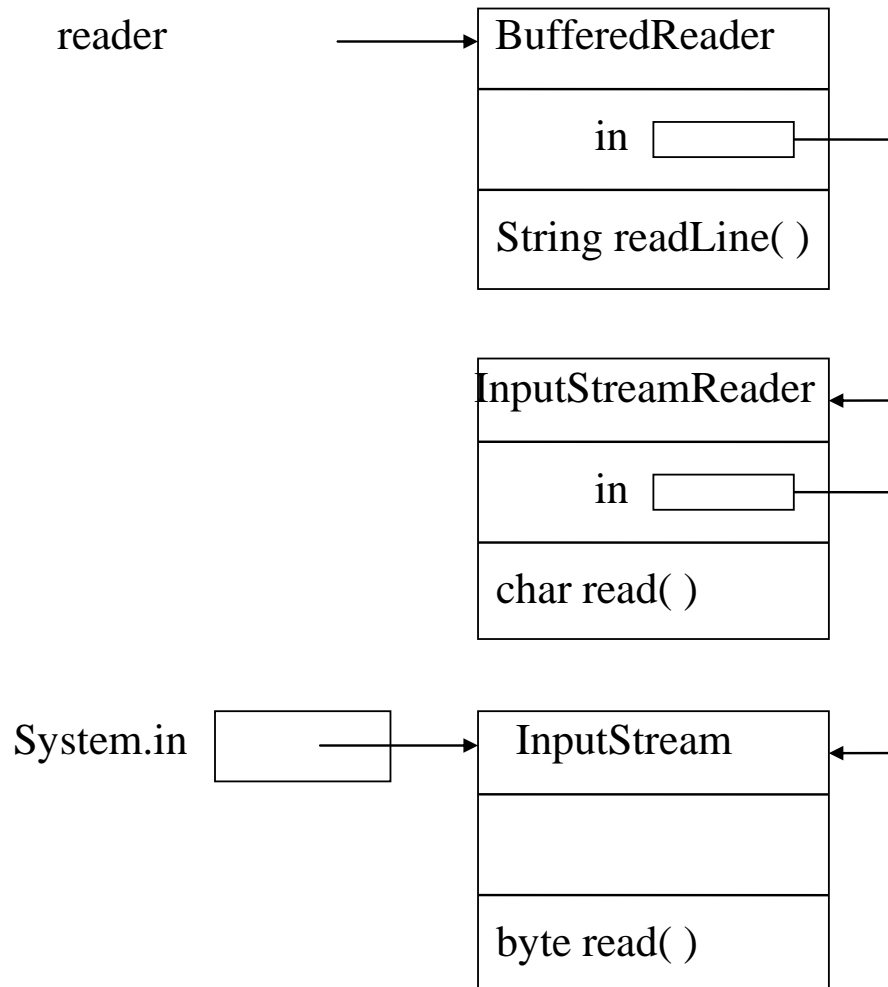 reader
BufferedReader
in
String readLine( )
InputStreamReader
in
char read( )
System.in
InputStream
byte read( )